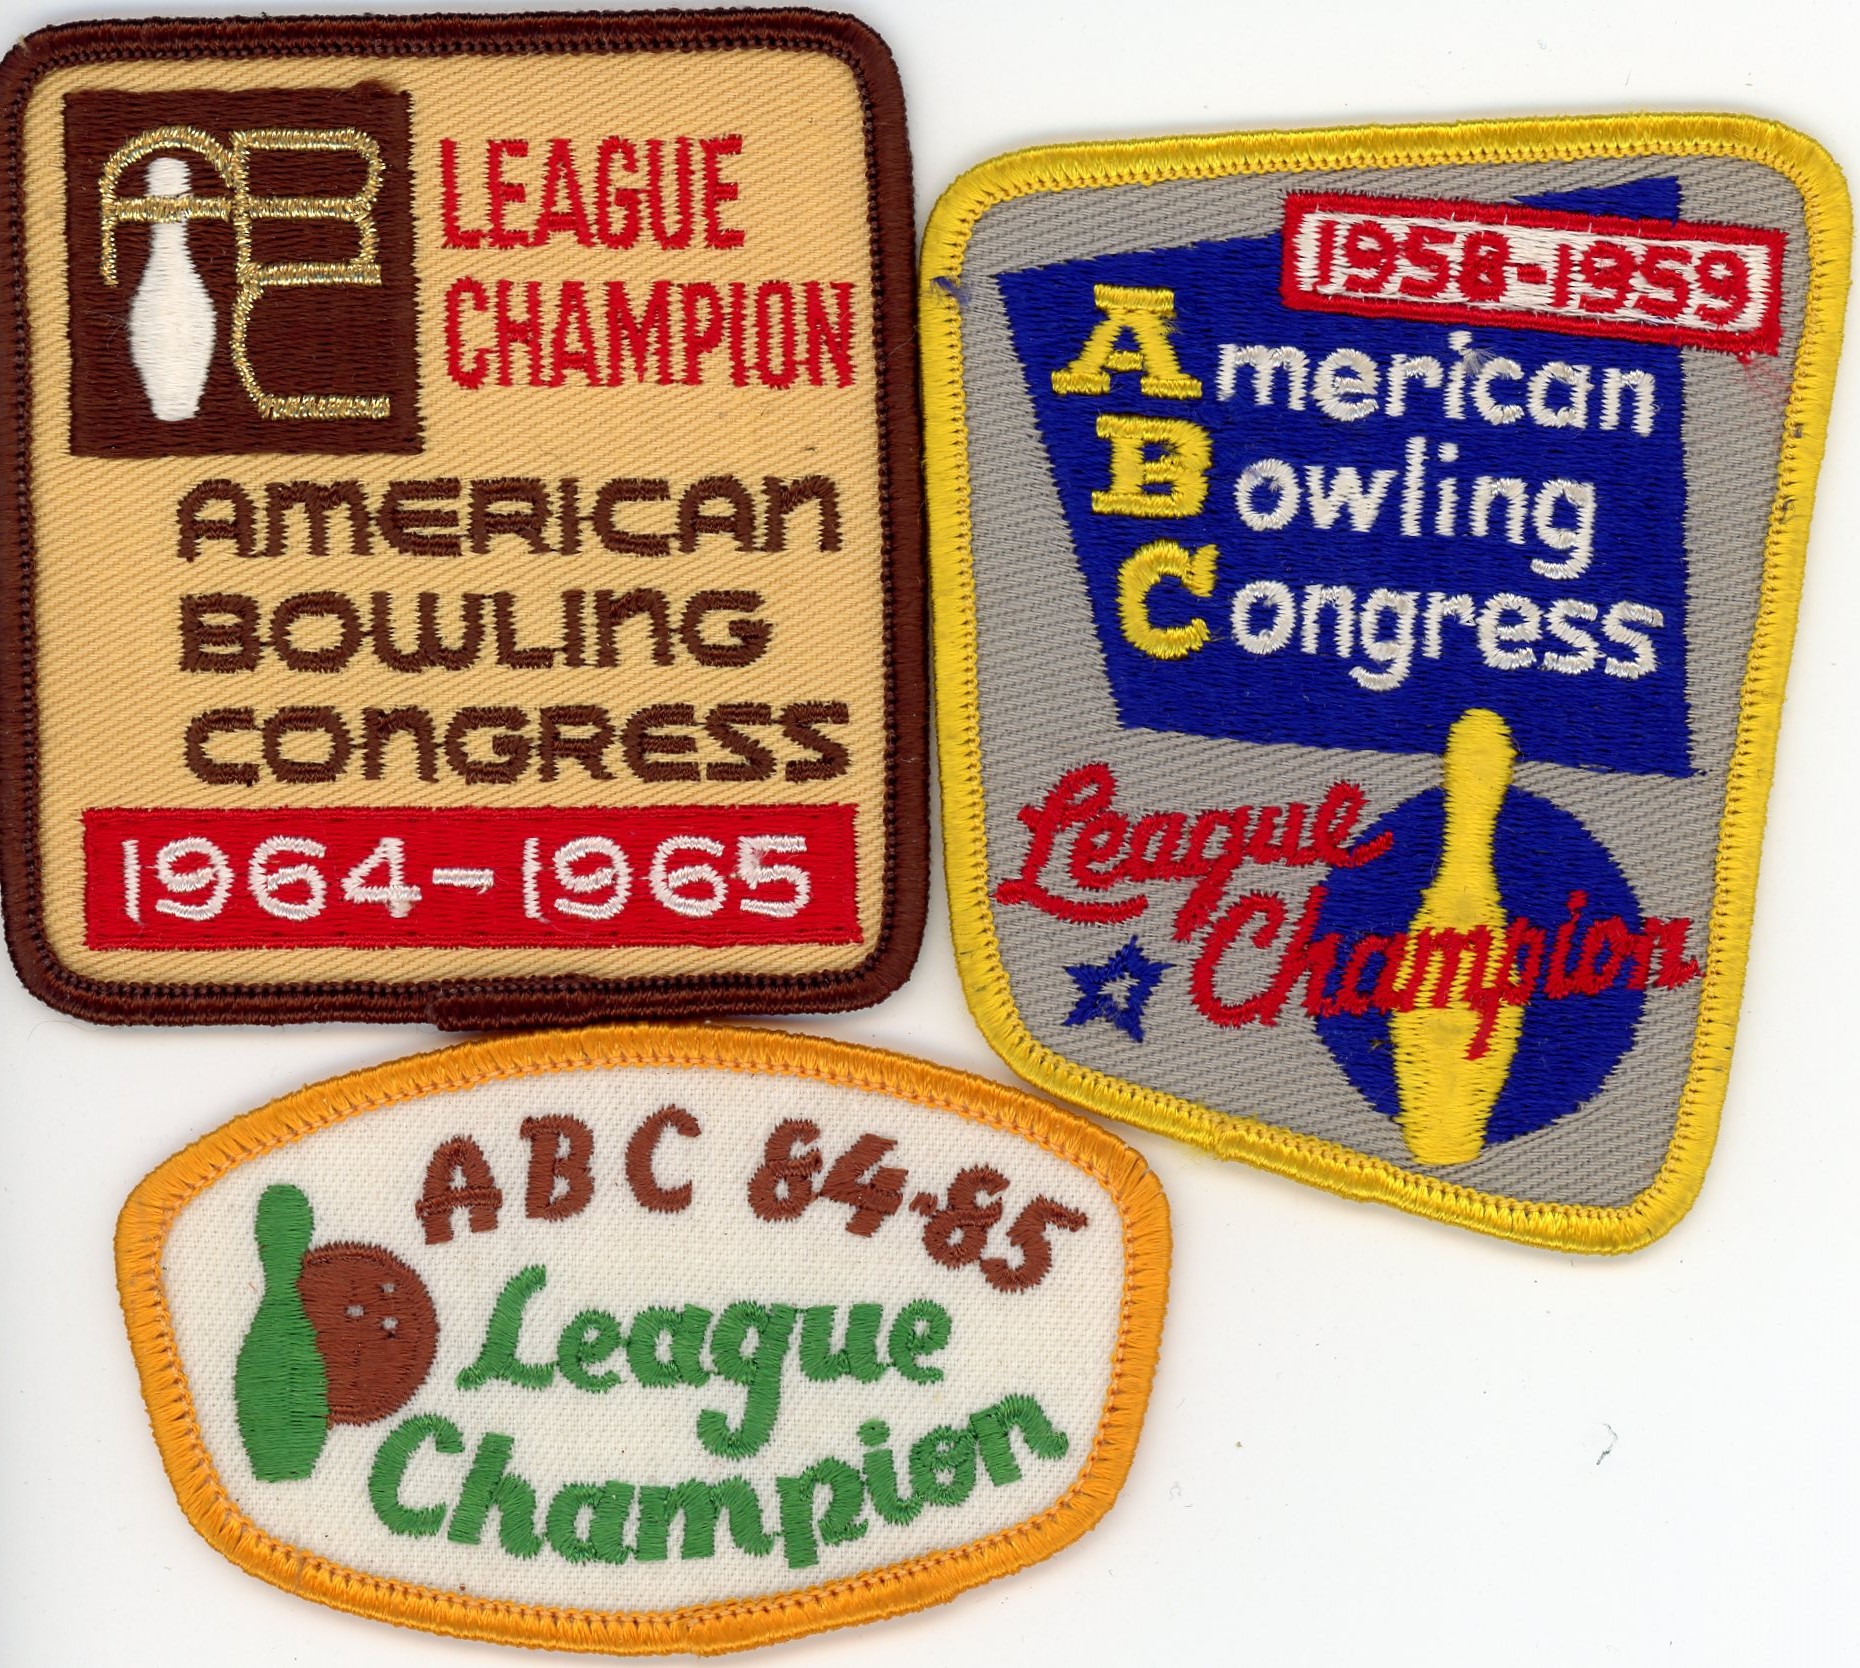 ABC
LEAGUE
CHAMPION
AMERICAN
BOWLING
CONGRESS
1964-1965
1958-1959
American
Bowling
Congress
League
Champion
ABC 84-85
League
Champion